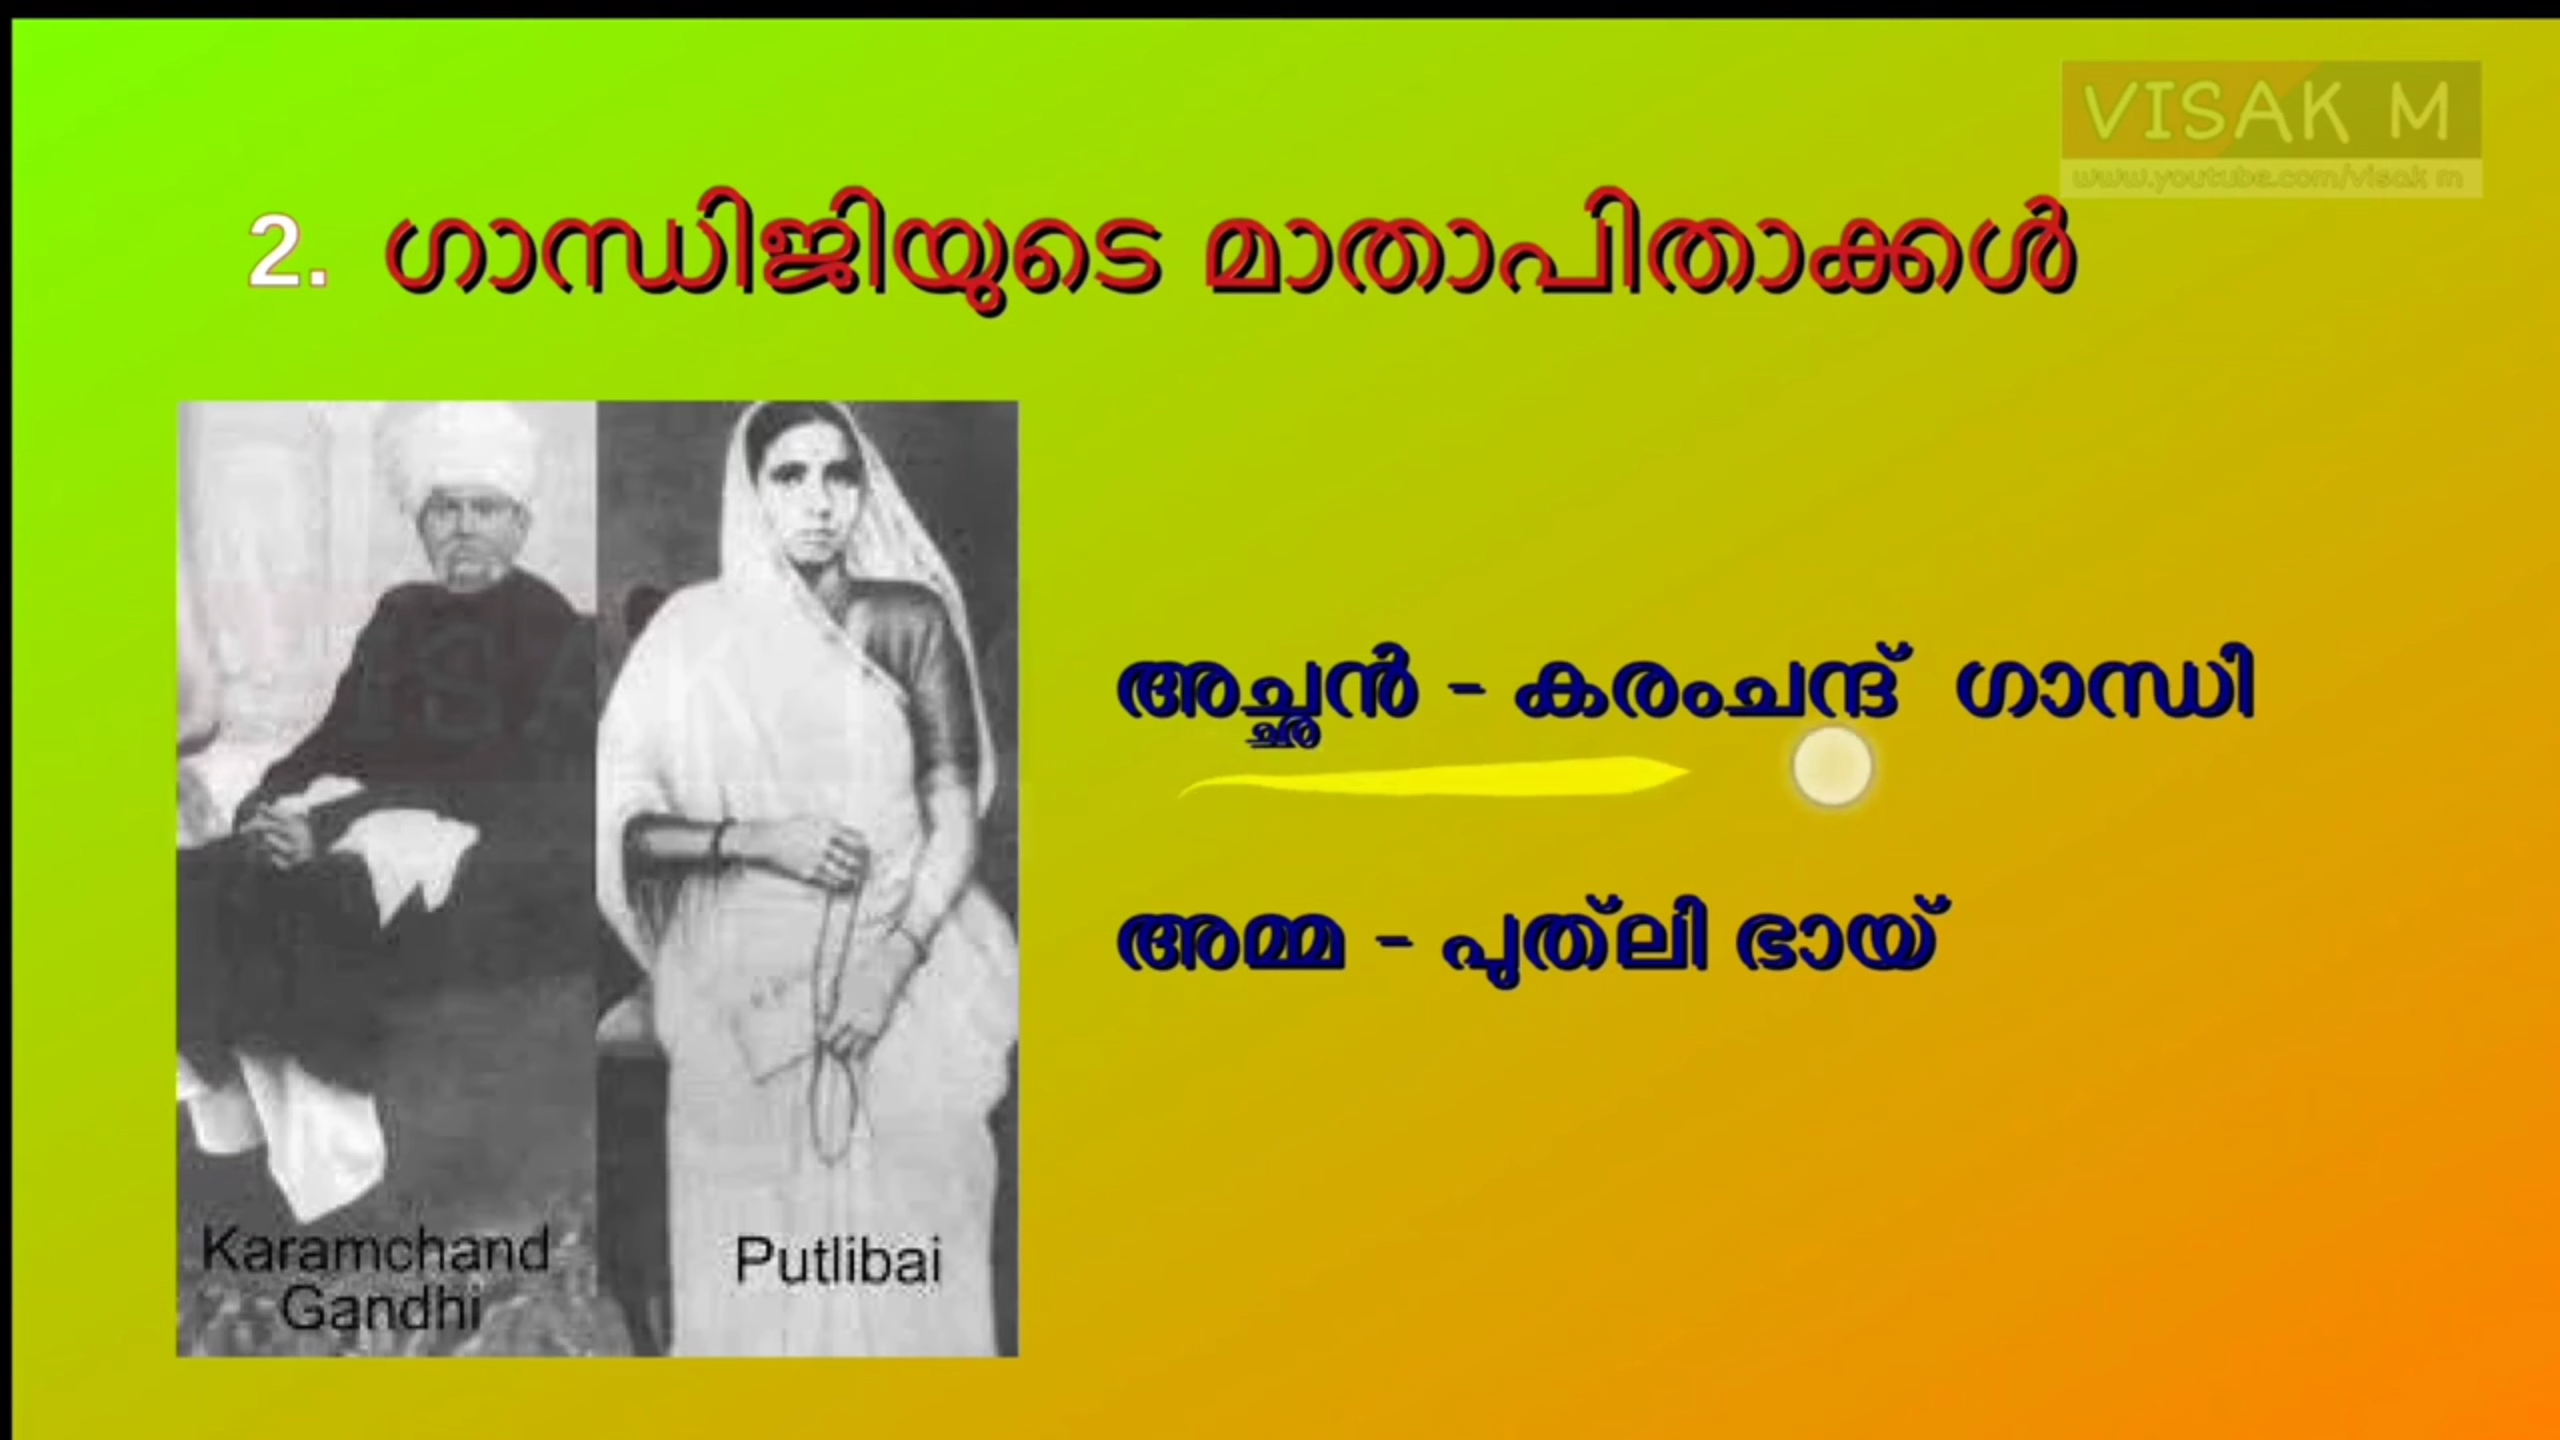 VISAK M
www.youtube.com/visak m
2. ഗാന്ധിജിയുടെ മാതാപിതാക്കൾ
അച്ഛൻ - കരംചന്ദ് ഗാന്ധി
അമ്മ - പുത്‌ലി ഭായ്
Karamchand
Gandhi
Putlibai